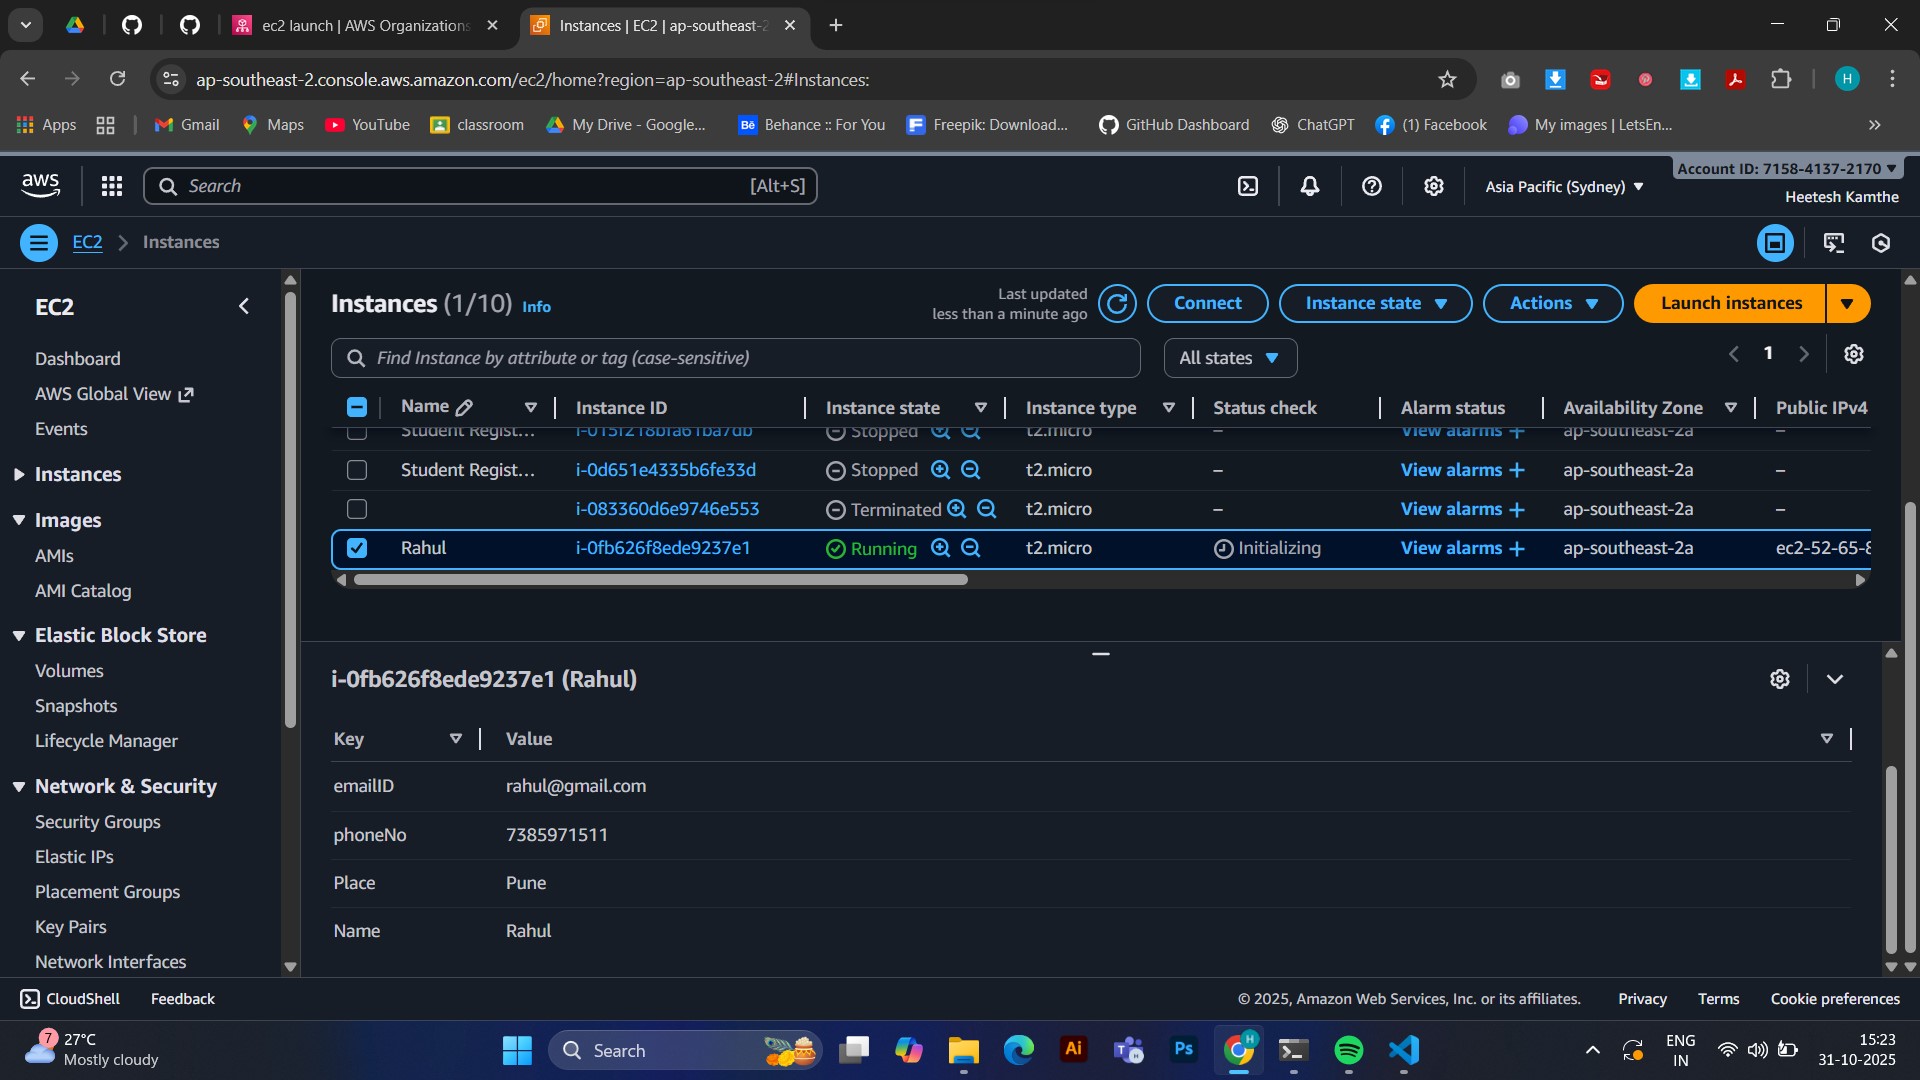 ec2 launch | AWS Organizations
Instances | EC2 | ap-southeast-2
ap-southeast-2.console.aws.amazon.com/ec2/home?region=ap-southeast-2#Instances:
H
Apps
Gmail
Maps
YouTube
classroom
My Drive - Google...
Bē Behance :: For You
Freepik: Download...
GitHub Dashboard
ChatGPT
(1) Facebook
My images | LetsEn...
aws
Search
[Alt+S]
Asia Pacific (Sydney)
Account ID: 7158-4137-2170
Heetesh Kamthe
EC2
Instances
EC2
Dashboard
AWS Global View
Events
Instances
Images
AMIs
AMI Catalog
Elastic Block Store
Volumes
Snapshots
Lifecycle Manager
Network & Security
Security Groups
Elastic IPs
Placement Groups
Key Pairs
Network Interfaces
Instances (1/10) Info
Last updated
less than a minute ago
Connect
Instance state
Actions
Launch instances
Find Instance by attribute or tag (case-sensitive)
All states
1
Name Instance ID Instance state Instance type Status check Alarm status Availability Zone Public IPv4
Student Regist... i-015f218bfa61ba7db Stopped t2.micro – View alarms + ap-southeast-2a –
Student Regist... i-0d651e4335b6fe33d Stopped t2.micro – View alarms + ap-southeast-2a –
i-083360d6e9746e553 Terminated t2.micro – View alarms + ap-southeast-2a –
Rahul i-0fb626f8ede9237e1 Running t2.micro Initializing View alarms + ap-southeast-2a ec2-52-65-8
i-0fb626f8ede9237e1 (Rahul)
Key Value
emailID rahul@gmail.com
phoneNo 7385971511
Place Pune
Name Rahul
CloudShell
Feedback
© 2025, Amazon Web Services, Inc. or its affiliates.
Privacy
Terms
Cookie preferences
7
27°C
Mostly cloudy
Search
Ai
Ps
H
ENG
IN
15:23
31-10-2025